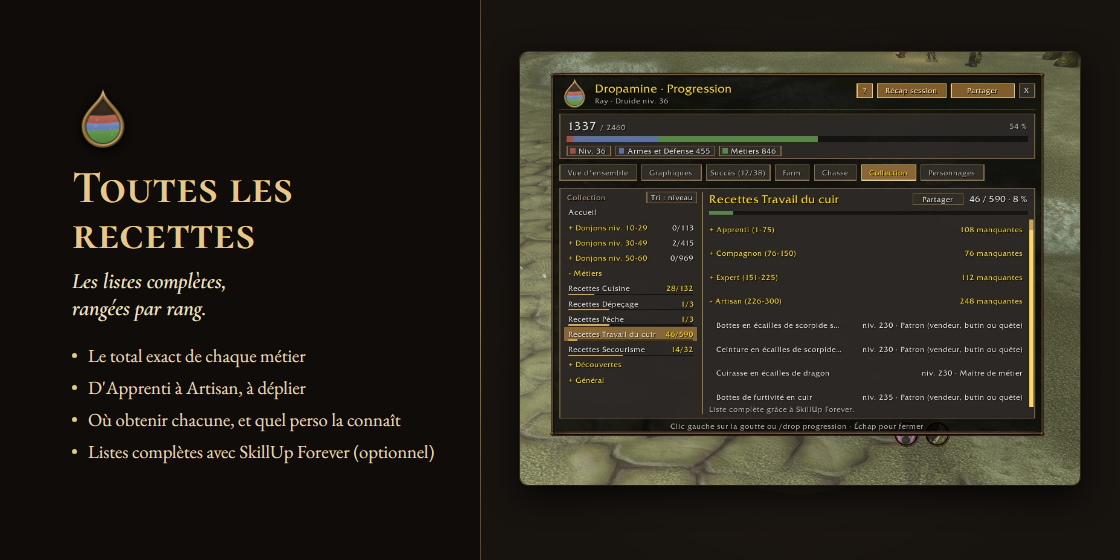 Toutes les
recettes
Les listes complètes,
rangées par rang.
• Le total exact de chaque métier
• D'Apprenti à Artisan, à déplier
• Où obtenir chacune, et quel perso la connaît
• Listes complètes avec SkillUp Forever (optionnel)
Dropamine · Progression
Ray · Druide niv. 36
? Récap session Partager X
1337 / 2460 54 %
Niv. 36 Armes et Défense 455 Métiers 846
Vue d'ensemble Graphiques Succès (12/38) Farm Chasse Collection Personnages
Collection Tri : niveau
Accueil
+ Donjons niv. 10-29 0/113
+ Donjons niv. 30-49 2/415
+ Donjons niv. 50-60 0/969
- Métiers
Recettes Cuisine 28/132
Recettes Dépeçage 1/3
Recettes Pêche 1/3
Recettes Travail du cuir 46/590
Recettes Secourisme 14/32
+ Découvertes
+ Général
Recettes Travail du cuir Partager 46 / 590 · 8 %
+ Apprenti (1-75) 108 manquantes
+ Compagnon (76-150) 76 manquantes
+ Expert (151-225) 112 manquantes
- Artisan (226-300) 248 manquantes
Bottes en écailles de scorpide s... niv. 230 · Patron (vendeur, butin ou quête)
Ceinture en écailles de scorpide... niv. 230 · Patron (vendeur, butin ou quête)
Cuirasse en écailles de dragon niv. 230 · Maître de métier
Bottes de furtivité en cuir niv. 235 · Patron (vendeur, butin ou quête)
Liste complète grâce à SkillUp Forever.
Clic gauche sur la goutte ou /drop progression · Échap pour fermer